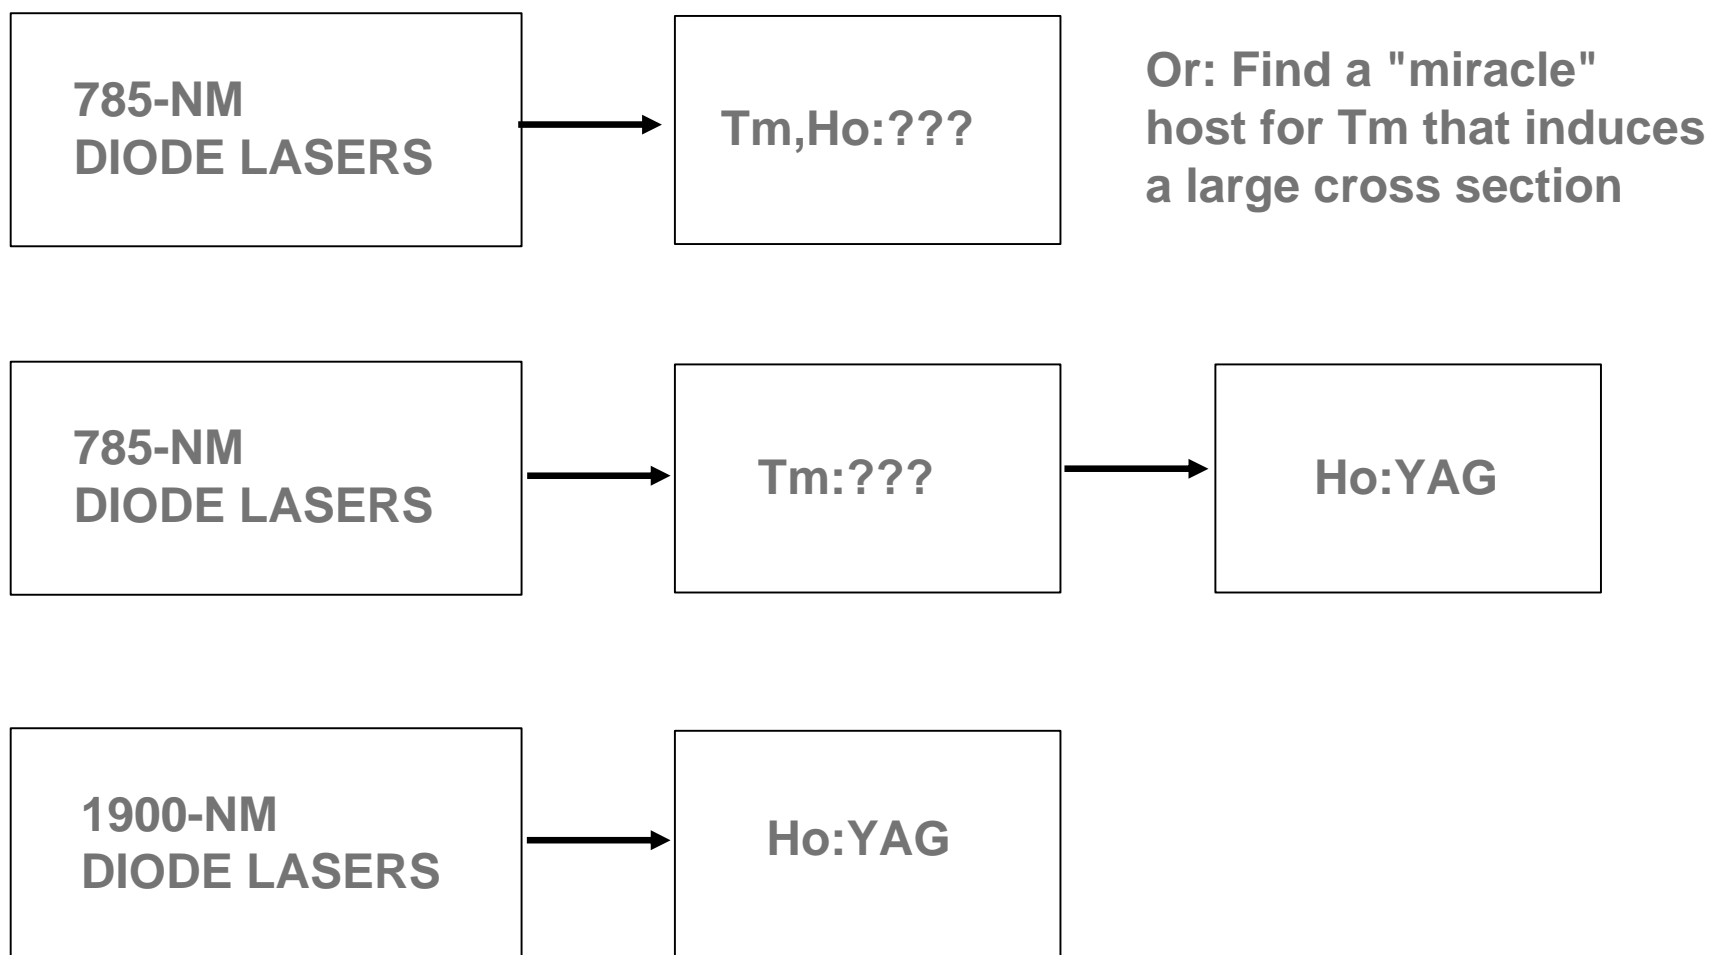 785-NM
DIODE LASERS
Tm,Ho:???
Or: Find a "miracle"
host for Tm that induces
a large cross section
785-NM
DIODE LASERS
Tm:???
Ho:YAG
1900-NM
DIODE LASERS
Ho:YAG